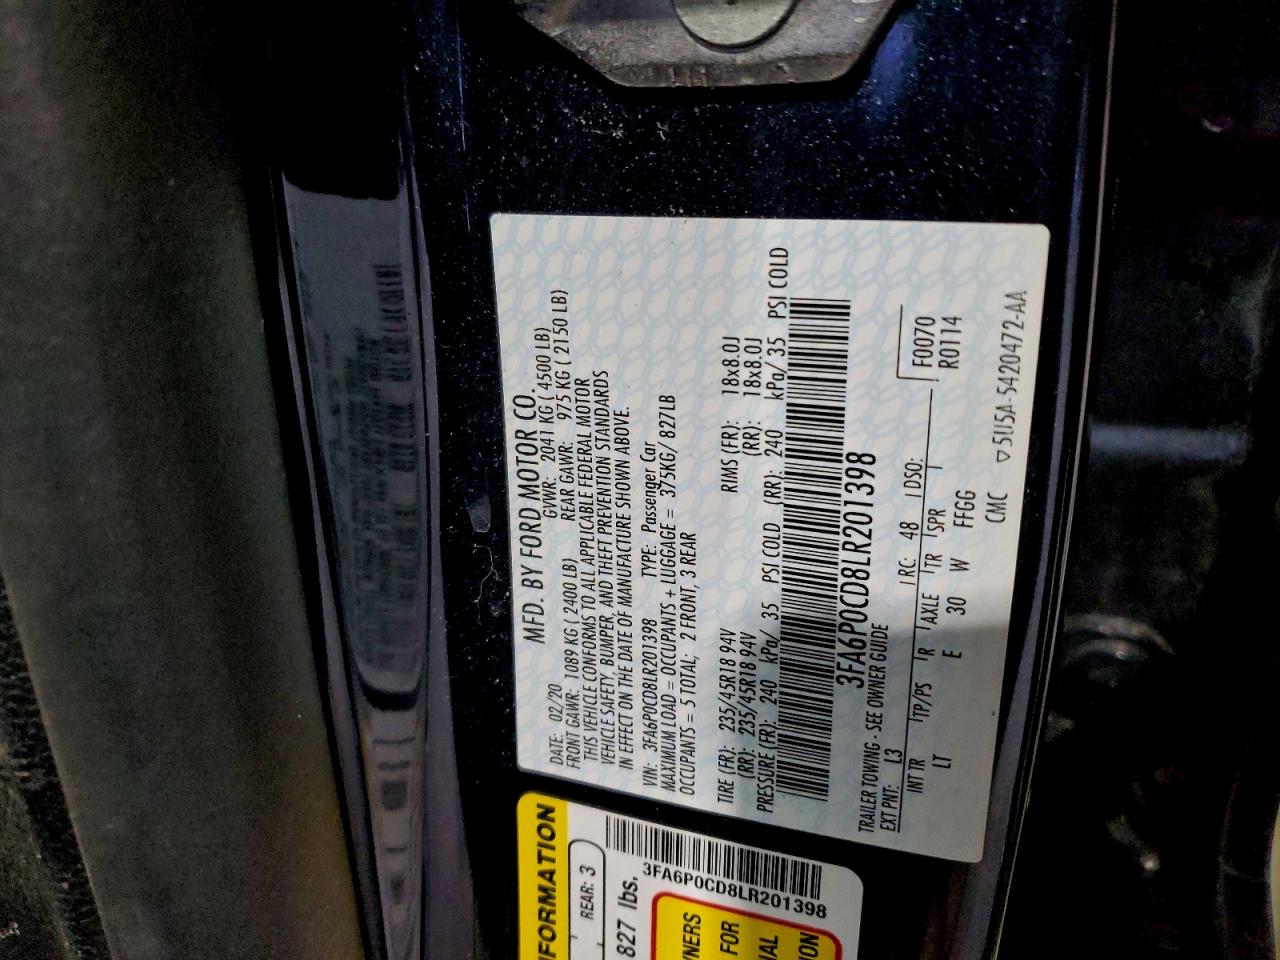 MFD. BY FORD MOTOR CO.
DATE: 02/20 GVWR: 2041 KG ( 4500 LB)
FRONT GAWR: 1089 KG ( 2400 LB) REAR GAWR: 975 KG ( 2150 LB)
THIS VEHICLE CONFORMS TO ALL APPLICABLE FEDERAL MOTOR
VEHICLE SAFETY, BUMPER, AND THEFT PREVENTION STANDARDS
IN EFFECT ON THE DATE OF MANUFACTURE SHOWN ABOVE.
VIN: 3FA6P0CD8LR201398 TYPE: Passenger Car
MAXIMUM LOAD = OCCUPANTS + LUGGAGE = 375KG/ 827LB
OCCUPANTS = 5 TOTAL; 2 FRONT, 3 REAR
TIRE (FR): 235/45R18 94V RIMS (FR): 18x8.0J
(RR): 235/45R18 94V (RR): 18x8.0J
PRESSURE (FR): 240 kPa/ 35 PSI COLD (RR): 240 kPa/ 35 PSI COLD
3FA6P0CD8LR201398
TRAILER TOWING - SEE OWNER GUIDE
EXT PNT: L3 RC: 48 DSO:
INT TR TP/PS R AXLE TR SPR F0070
LT E 30 W FFGG R0114
CMC
▽5U5A-5420472-AA
FORMATION
REAR: 3
827 lbs.
3FA6P0CD8LR201398
NERS
FOR
NAL
ION